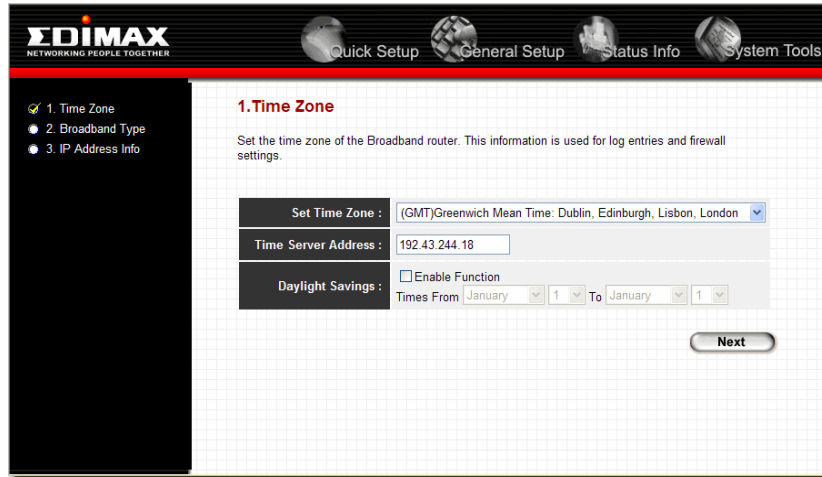 EDIMAX
NETWORKING PEOPLE TOGETHER
Quick Setup General Setup Status Info System Tools
1. Time Zone
2. Broadband Type
3. IP Address Info
1.Time Zone
Set the time zone of the Broadband router. This information is used for log entries and firewall
settings.
Set Time Zone : (GMT)Greenwich Mean Time: Dublin, Edinburgh, Lisbon, London
Time Server Address : 192.43.244.18
Daylight Savings : Enable Function
Times From January 1 To January 1
Next